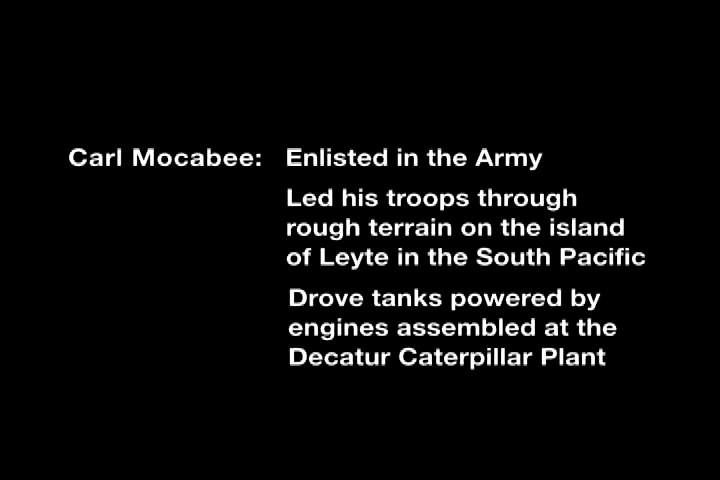 Carl Mocabee: Enlisted in the Army
Led his troops through
rough terrain on the island
of Leyte in the South Pacific
Drove tanks powered by
engines assembled at the
Decatur Caterpillar Plant